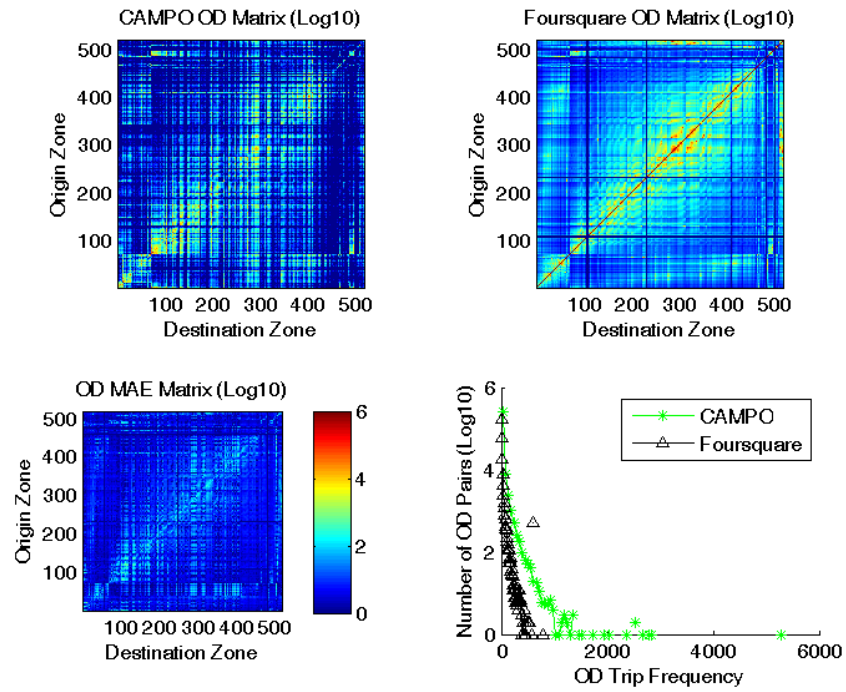 CAMPO OD Matrix (Log10)
500
400
300
200
100
Origin Zone
100 200 300 400 500
Destination Zone
Foursquare OD Matrix (Log10)
500
400
300
200
100
Origin Zone
100 200 300 400 500
Destination Zone
OD MAE Matrix (Log10)
500
400
300
200
100
Origin Zone
100 200 300 400 500
Destination Zone
6
4
2
0
6
4
2
0
Number of OD Pairs (Log10)
CAMPO
Foursquare
0 2000 4000 6000
OD Trip Frequency